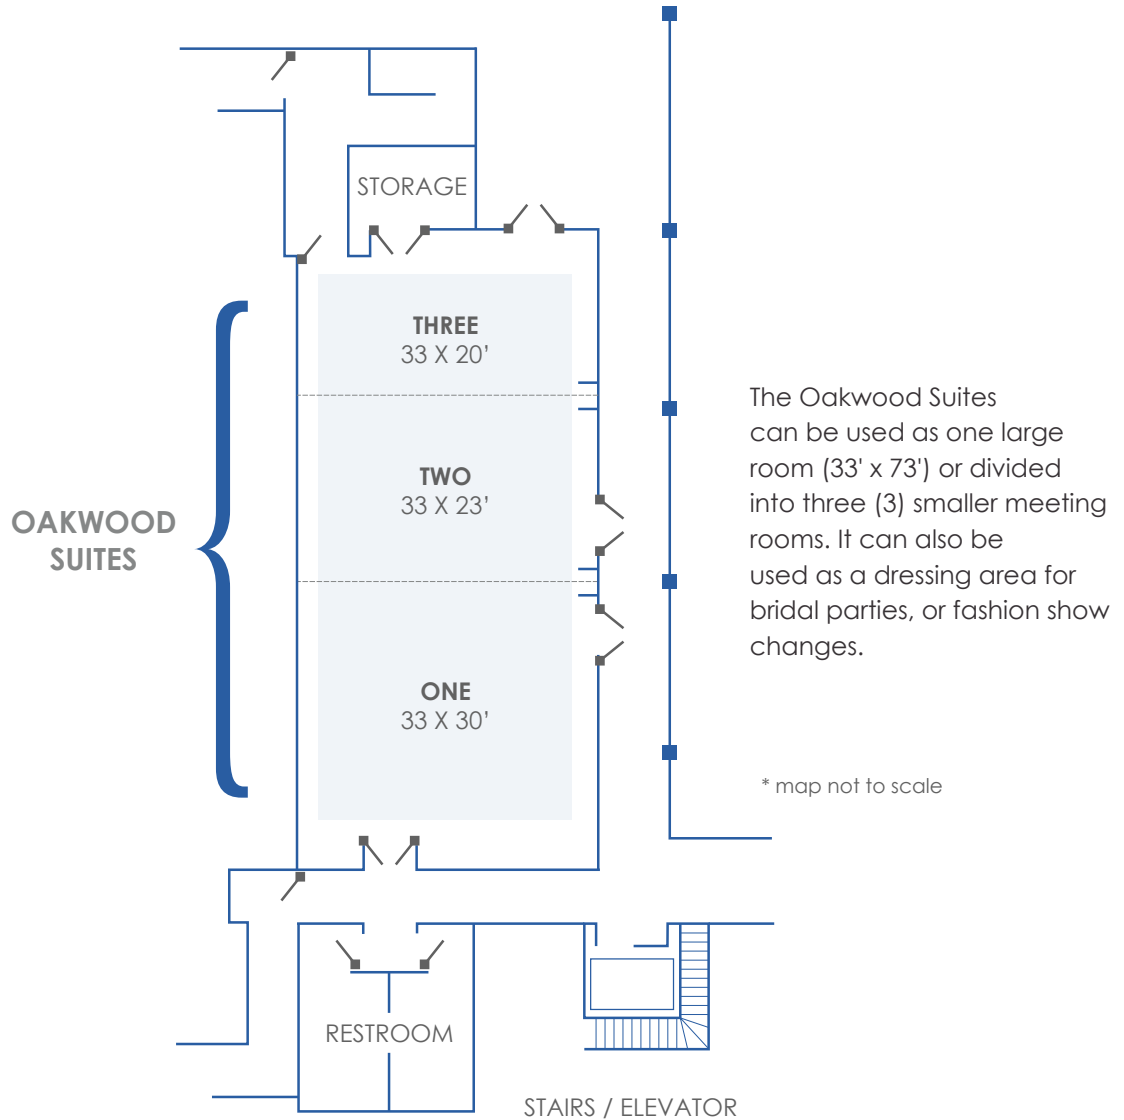 STORAGE
THREE
33 X 20’
TWO
33 X 23’
ONE
33 X 30’
OAKWOOD
SUITES
The Oakwood Suites
can be used as one large
room (33' x 73') or divided
into three (3) smaller meeting
rooms. It can also be
used as a dressing area for
bridal parties, or fashion show
changes.
* map not to scale
RESTROOM
STAIRS / ELEVATOR